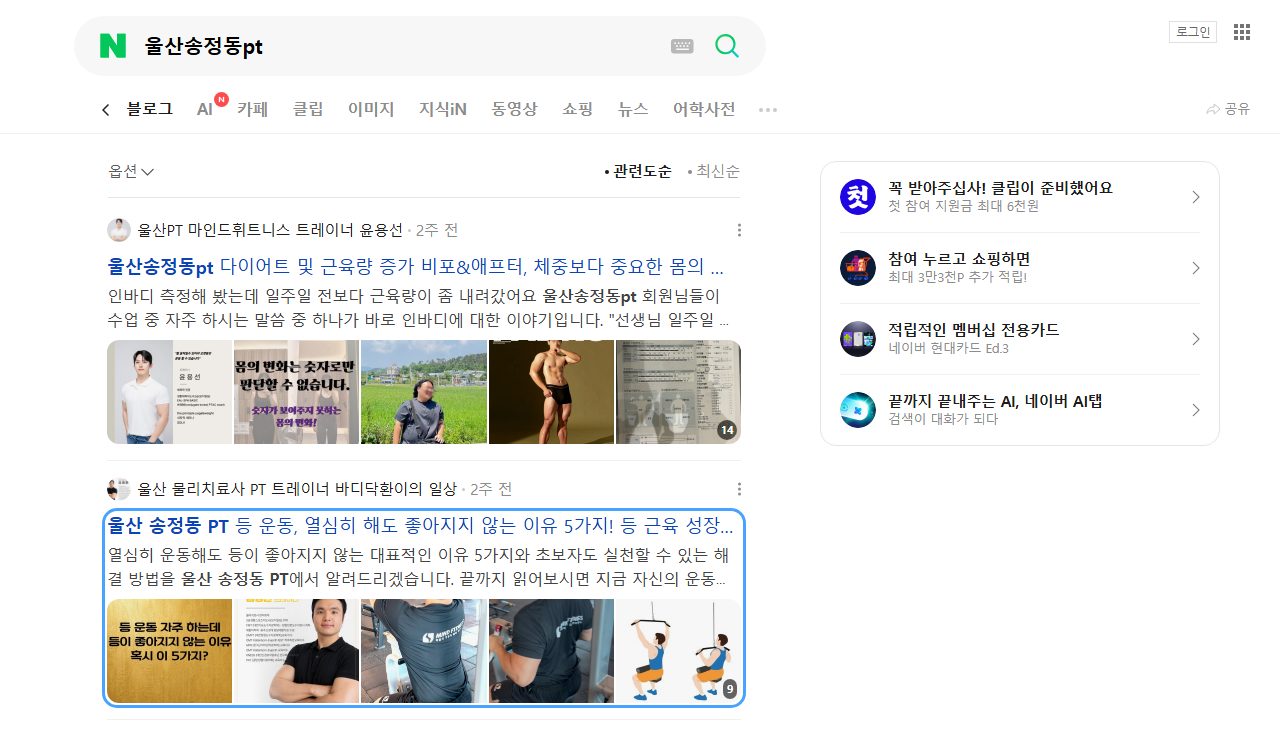 울산송정동pt
로그인
블로그 AI N 카페 클립 이미지 지식iN 동영상 쇼핑 뉴스 어학사전
공유
옵션
• 관련도순 • 최신순
울산PT 마인드휘트니스 트레이너 윤용선 · 2주 전
울산송정동pt 다이어트 및 근육량 증가 비포&애프터, 체중보다 중요한 몸의 ...
인바디 측정해 봤는데 일주일 전보다 근육량이 좀 내려갔어요 울산송정동pt 회원님들이
수업 중 자주 하시는 말씀 중 하나가 바로 인바디에 대한 이야기입니다. "선생님 일주일 ...
윤용선
몸의 변화는 숫자로만
판단할 수 없습니다.
숫자가 보여주지 못하는
몸의 변화!
14
울산 물리치료사 PT 트레이너 바디닥환이의 일상 · 2주 전
울산 송정동 PT 등 운동, 열심히 해도 좋아지지 않는 이유 5가지! 등 근육 성장...
열심히 운동해도 등이 좋아지지 않는 대표적인 이유 5가지와 초보자도 실천할 수 있는 해
결 방법을 울산 송정동 PT에서 알려드리겠습니다. 끝까지 읽어보시면 지금 자신의 운동...
등 운동 자주 하는데
등이 좋아지지 않는 이유
혹시 이 5가지?
9
첫
꼭 받아주십사! 클립이 준비했어요
첫 참여 지원금 최대 6천원
참여 누르고 쇼핑하면
최대 3만3천P 추가 적립!
적립적인 멤버십 전용카드
네이버 현대카드 Ed.3
끝까지 끝내주는 AI, 네이버 AI탭
검색이 대화가 되다